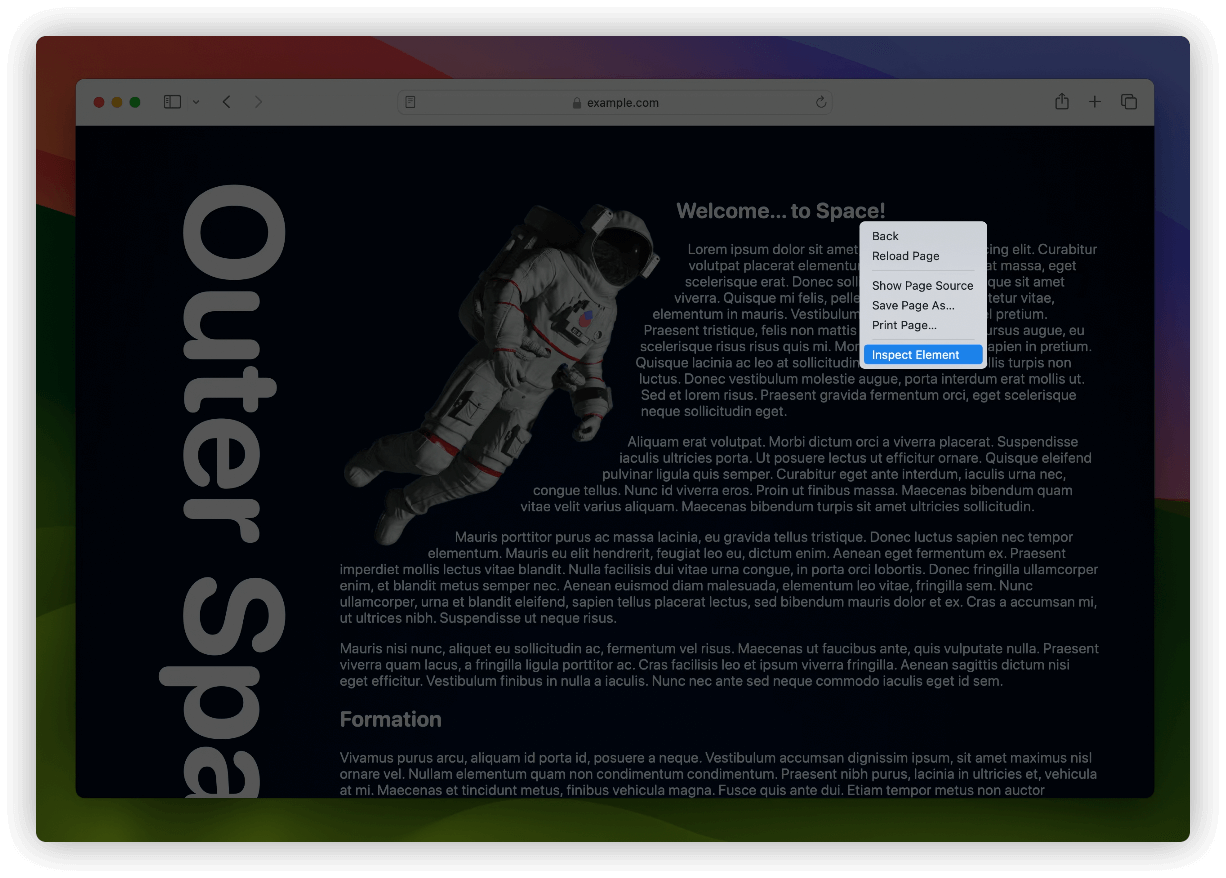 example.com
Outer Spa
Welcome... to Space!
Lorem ipsum dolor sit amet cing elit. Curabitur
volutpat placerat elementu at massa, eget
scelerisque erat. Donec soll que sit amet
viverra. Quisque mi felis, pelle tetur vitae,
elementum in mauris. Vestibulum el pretium.
Praesent tristique, felis non mattis ursus augue, eu
scelerisque risus risus quis mi. Mor apien in pretium.
Quisque lacinia ac leo at sollicitudin llis turpis non
luctus. Donec vestibulum molestie augue, porta interdum erat mollis ut.
Sed et lorem risus. Praesent gravida fermentum orci, eget scelerisque
neque sollicitudin eget.
Back
Reload Page
Show Page Source
Save Page As...
Print Page...
Inspect Element
Aliquam erat volutpat. Morbi dictum orci a viverra placerat. Suspendisse
iaculis ultricies porta. Ut posuere lectus ut efficitur ornare. Quisque eleifend
pulvinar ligula quis semper. Curabitur eget ante interdum, iaculis urna nec,
congue tellus. Nunc id viverra eros. Proin ut finibus massa. Maecenas bibendum quam
vitae velit varius aliquam. Maecenas bibendum turpis sit amet ultricies sollicitudin.
Mauris porttitor purus ac massa lacinia, eu gravida tellus tristique. Donec luctus sapien nec tempor
elementum. Mauris eu elit hendrerit, feugiat leo eu, dictum enim. Aenean eget fermentum ex. Praesent
imperdiet mollis lectus vitae blandit. Nulla facilisis dui vitae urna congue, in porta orci lobortis. Donec fringilla ullamcorper
enim, et blandit metus semper nec. Aenean euismod diam malesuada, elementum leo vitae, fringilla sem. Nunc
ullamcorper, urna et blandit eleifend, sapien tellus placerat lectus, sed bibendum mauris dolor et ex. Cras a accumsan mi,
ut ultrices nibh. Suspendisse ut neque risus.
Mauris nisi nunc, aliquet eu sollicitudin ac, fermentum vel risus. Maecenas ut faucibus ante, quis vulputate nulla. Praesent
viverra quam lacus, a fringilla ligula porttitor ac. Cras facilisis leo et ipsum viverra fringilla. Aenean sagittis dictum nisi
eget efficitur. Vestibulum finibus in nulla a iaculis. Nunc nec ante sed neque commodo iaculis eget id sem.
Formation
Vivamus purus arcu, aliquam id porta id, posuere a neque. Vestibulum accumsan dignissim ipsum, sit amet maximus nisl
ornare vel. Nullam elementum quam non condimentum condimentum. Praesent nibh purus, lacinia in ultricies et, vehicula
at mi. Maecenas et tincidunt metus, finibus vehicula magna. Fusce quis ante dui. Etiam tempor metus non auctor